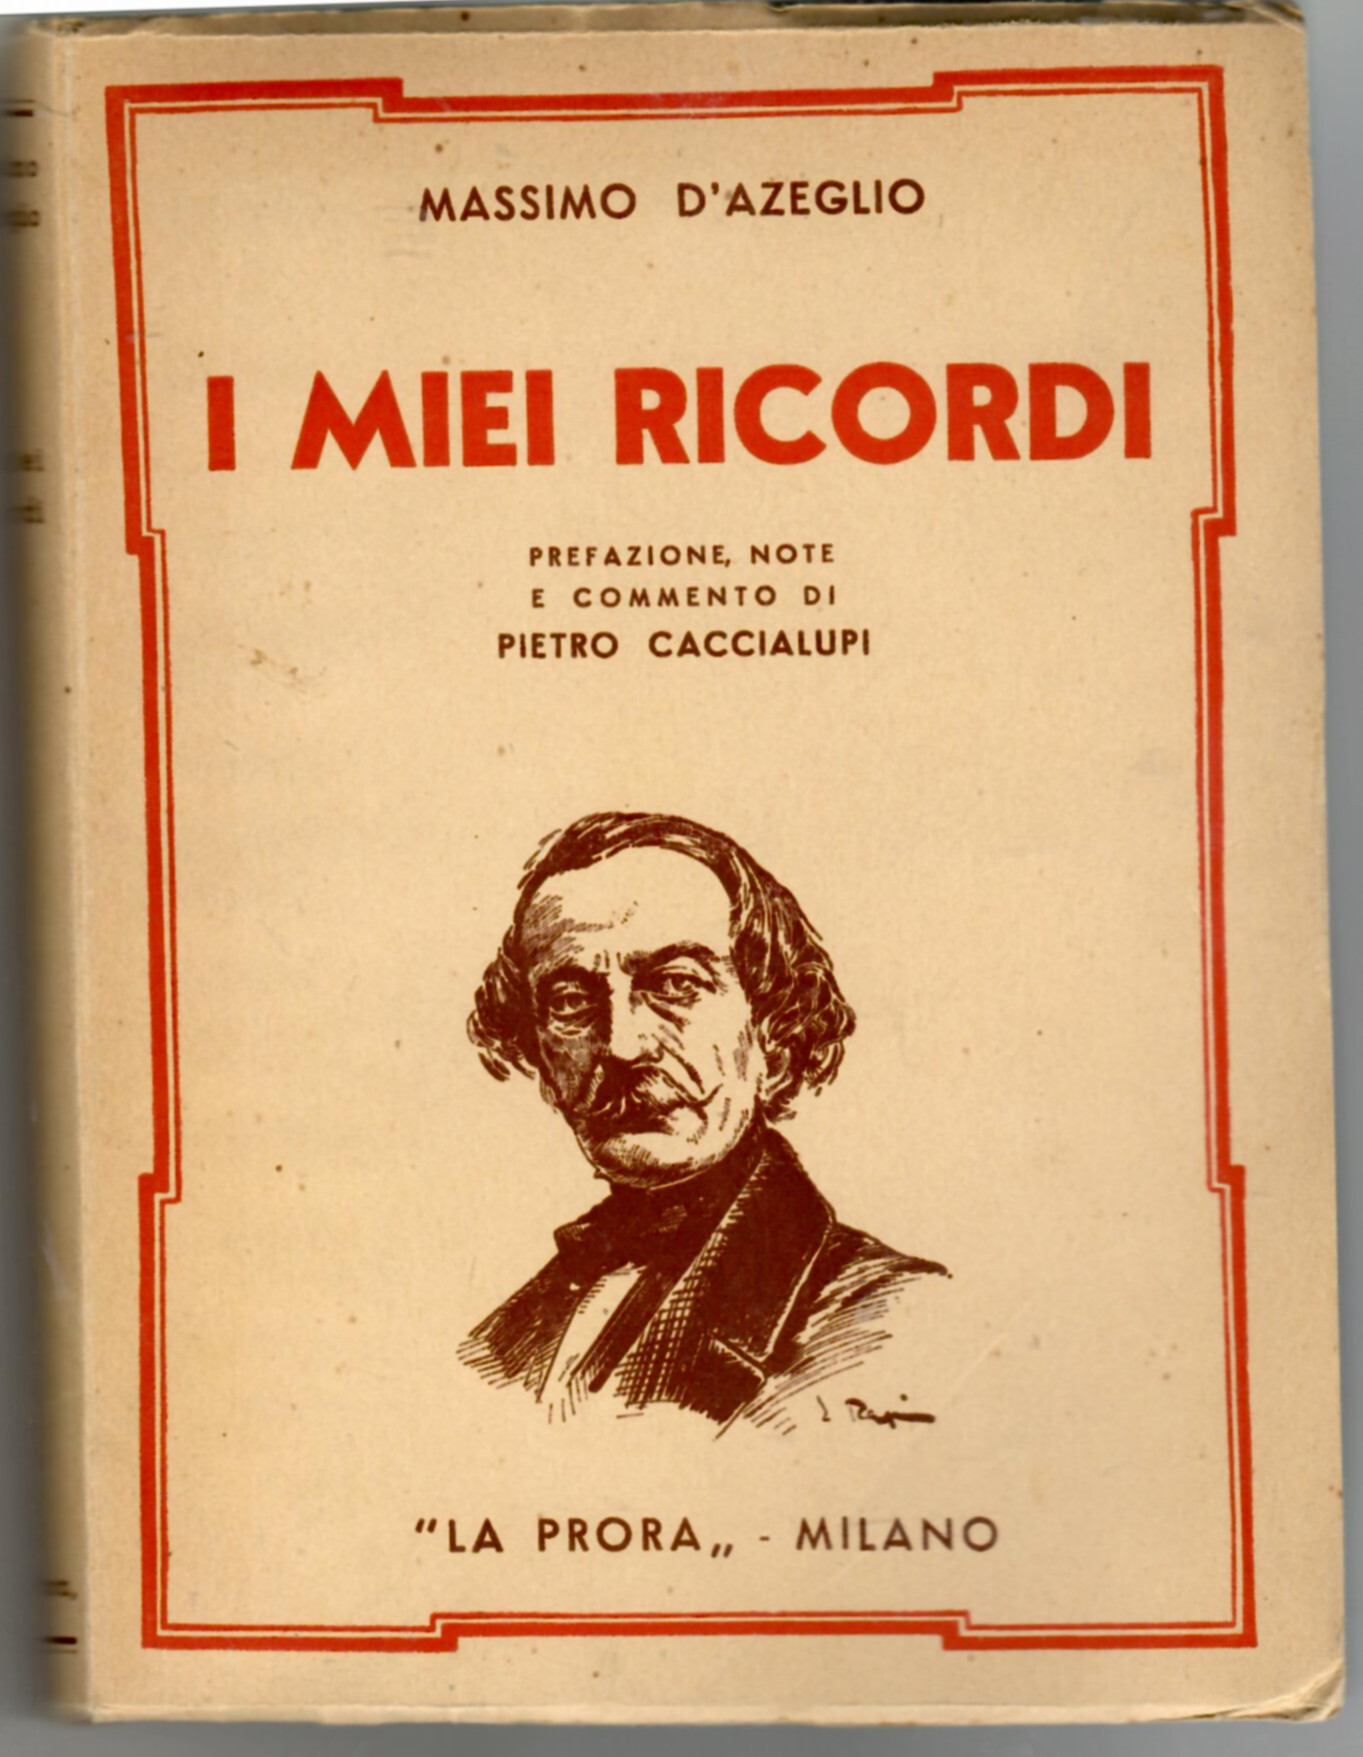 MASSIMO D'AZEGLIO
I MIEI RICORDI
PREFAZIONE, NOTE
E COMMENTO DI
PIETRO CACCIALUPI
"LA PRORA„ - MILANO